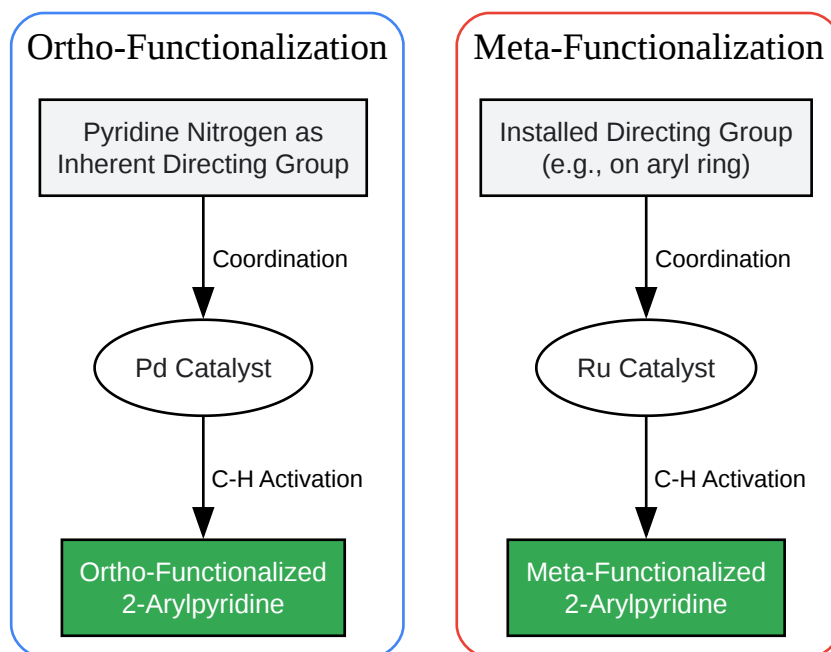 Ortho-Functionalization
Pyridine Nitrogen as
Inherent Directing Group
Coordination
Pd Catalyst
C-H Activation
Ortho-Functionalized
2-Arylpyridine
Meta-Functionalization
Installed Directing Group
(e.g., on aryl ring)
Coordination
Ru Catalyst
C-H Activation
Meta-Functionalized
2-Arylpyridine